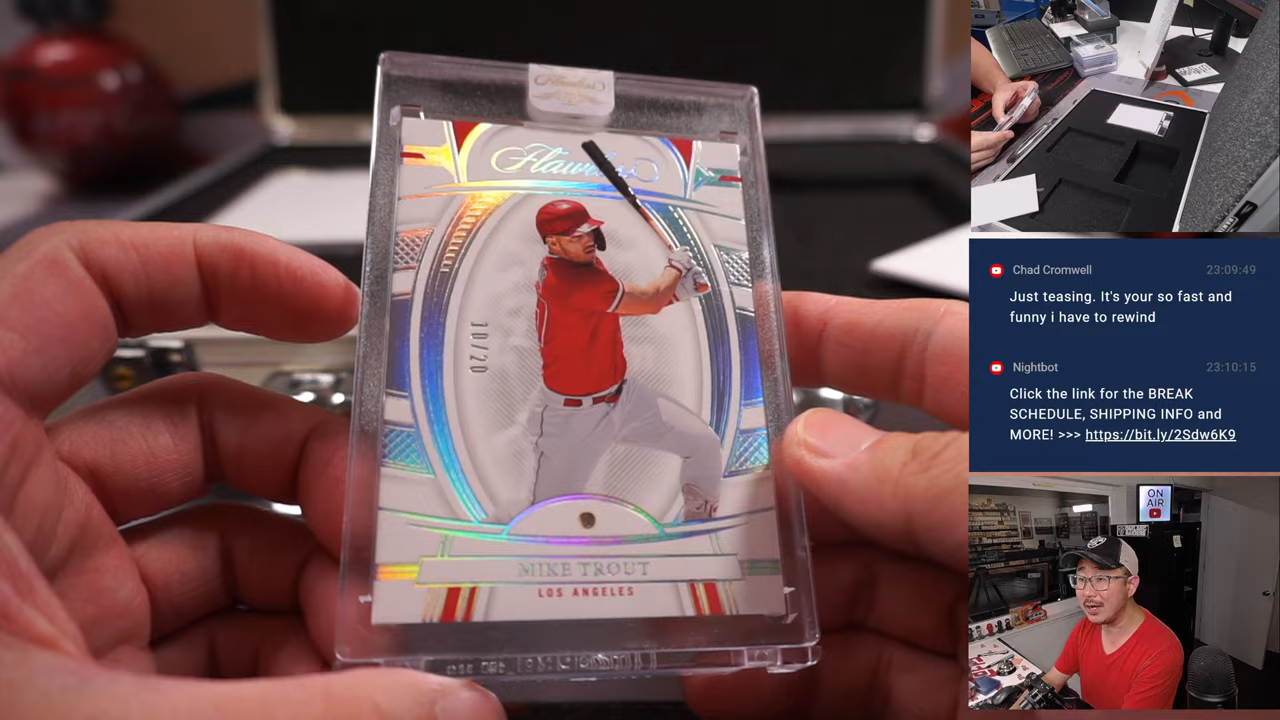 Flawless
Flawless
10/20
MIKE TROUT
LOS ANGELES
Chad Cromwell 23:09:49
Just teasing. It's your so fast and
funny i have to rewind
Nightbot 23:10:15
Click the link for the BREAK
SCHEDULE, SHIPPING INFO and
MORE! >>> https://bit.ly/2Sdw6K9
ON
AIR